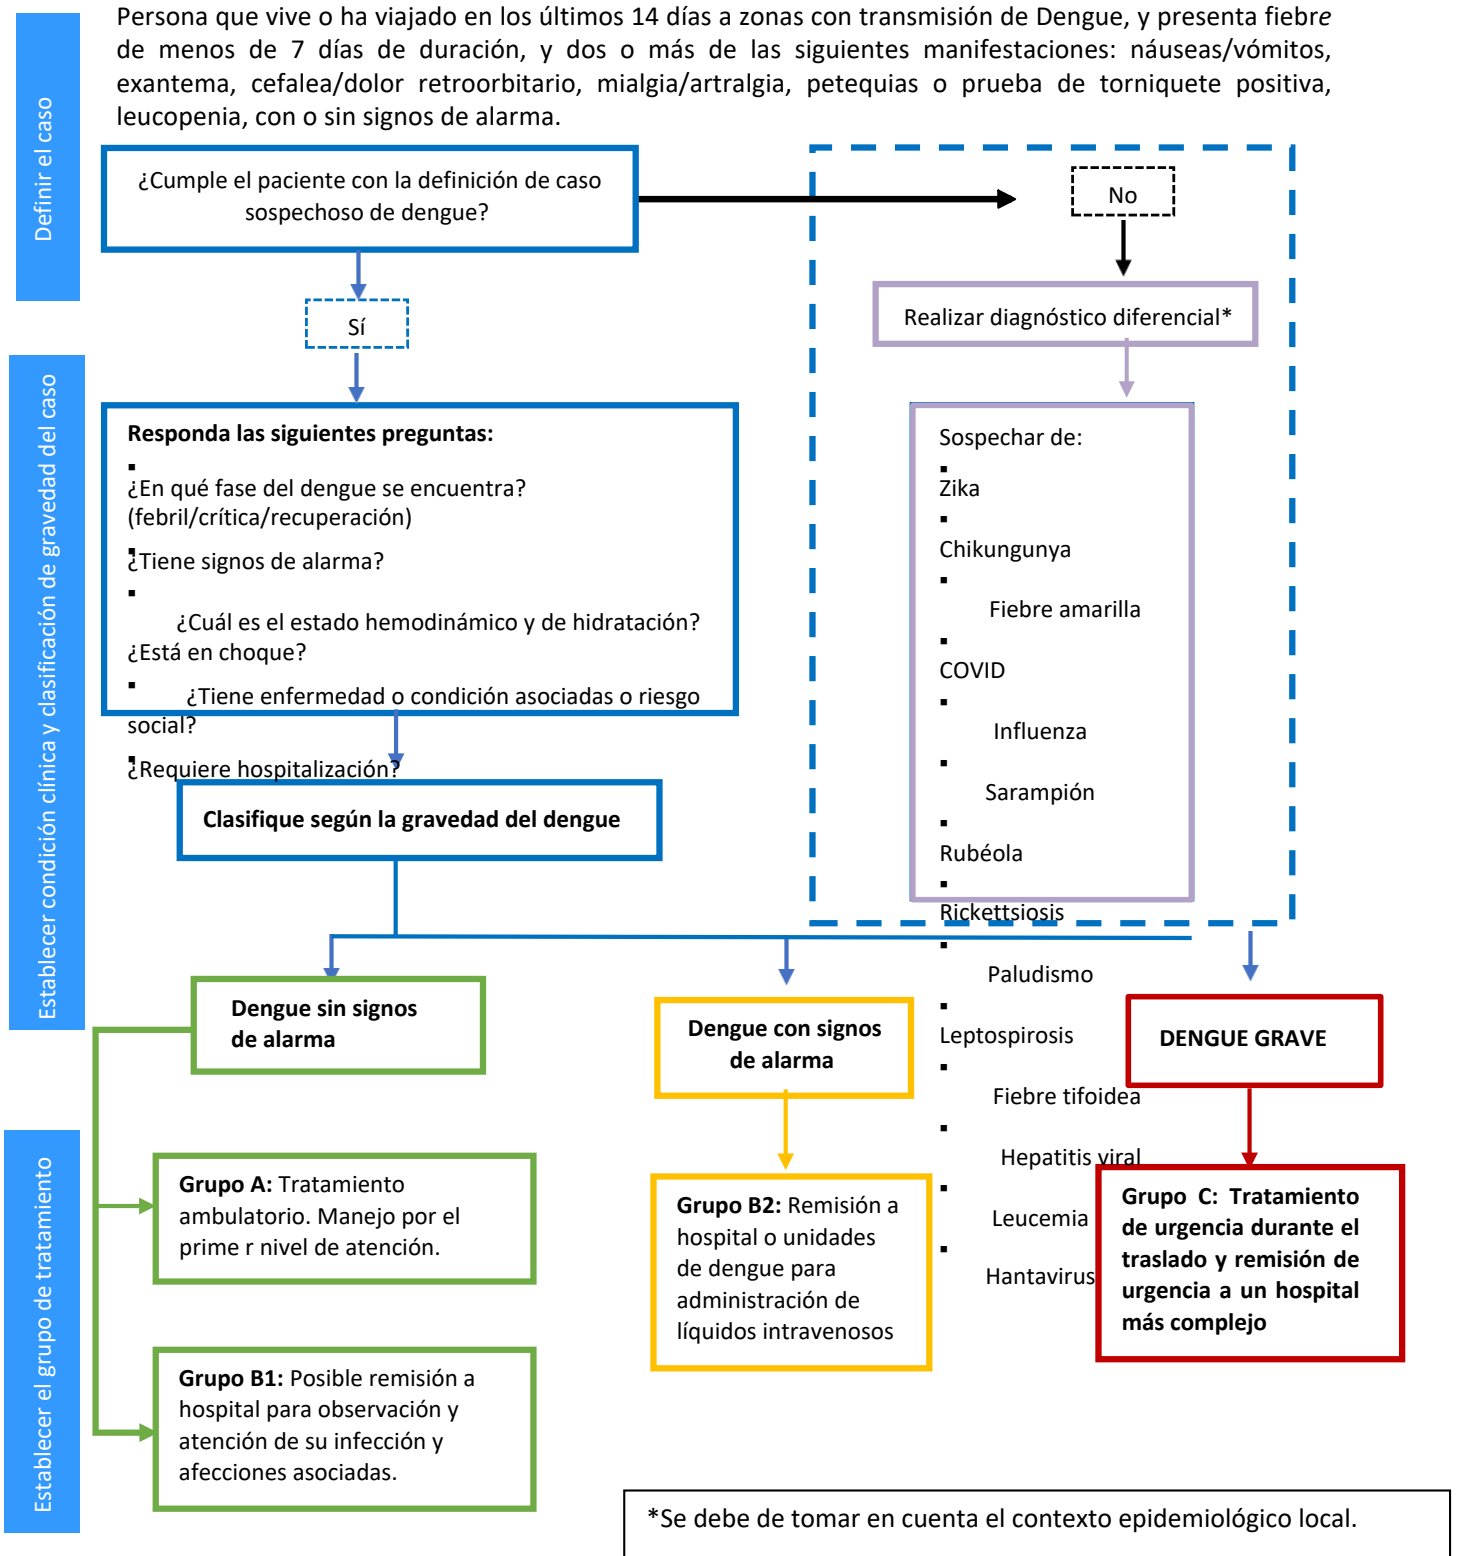 Persona que vive o ha viajado en los últimos 14 días a zonas con transmisión de Dengue, y presenta fiebre
de menos de 7 días de duración, y dos o más de las siguientes manifestaciones: náuseas/vómitos,
exantema, cefalea/dolor retroorbitario, mialgia/artralgia, petequias o prueba de torniquete positiva,
leucopenia, con o sin signos de alarma.
Definir el caso
¿Cumple el paciente con la definición de caso
sospechoso de dengue?
No
Sí
Realizar diagnóstico diferencial*
Establecer condición clínica y clasificación de gravedad del caso
Responda las siguientes preguntas:
▪
¿En qué fase del dengue se encuentra?
(febril/crítica/recuperación)
▪
¿Tiene signos de alarma?
▪
¿Cuál es el estado hemodinámico y de hidratación?
¿Está en choque?
▪ ¿Tiene enfermedad o condición asociadas o riesgo
social?
▪
¿Requiere hospitalización?
Sospechar de:
▪
Zika
▪
Chikungunya
▪
Fiebre amarilla
▪
COVID
▪
Influenza
▪
Sarampión
▪
Rubéola
▪
Rickettsiosis
▪
Paludismo
▪
Leptospirosis
▪
Fiebre tifoidea
▪
Hepatitis viral
▪
Leucemia
▪
Hantavirus
Clasifique según la gravedad del dengue
Dengue sin signos
de alarma
Dengue con signos
de alarma
DENGUE GRAVE
Establecer el grupo de tratamiento
Grupo A: Tratamiento
ambulatorio. Manejo por el
prime r nivel de atención.
Grupo B1: Posible remisión a
hospital para observación y
atención de su infección y
afecciones asociadas.
Grupo B2: Remisión a
hospital o unidades
de dengue para
administración de
líquidos intravenosos
Grupo C: Tratamiento
de urgencia durante el
traslado y remisión de
urgencia a un hospital
más complejo
*Se debe de tomar en cuenta el contexto epidemiológico local.